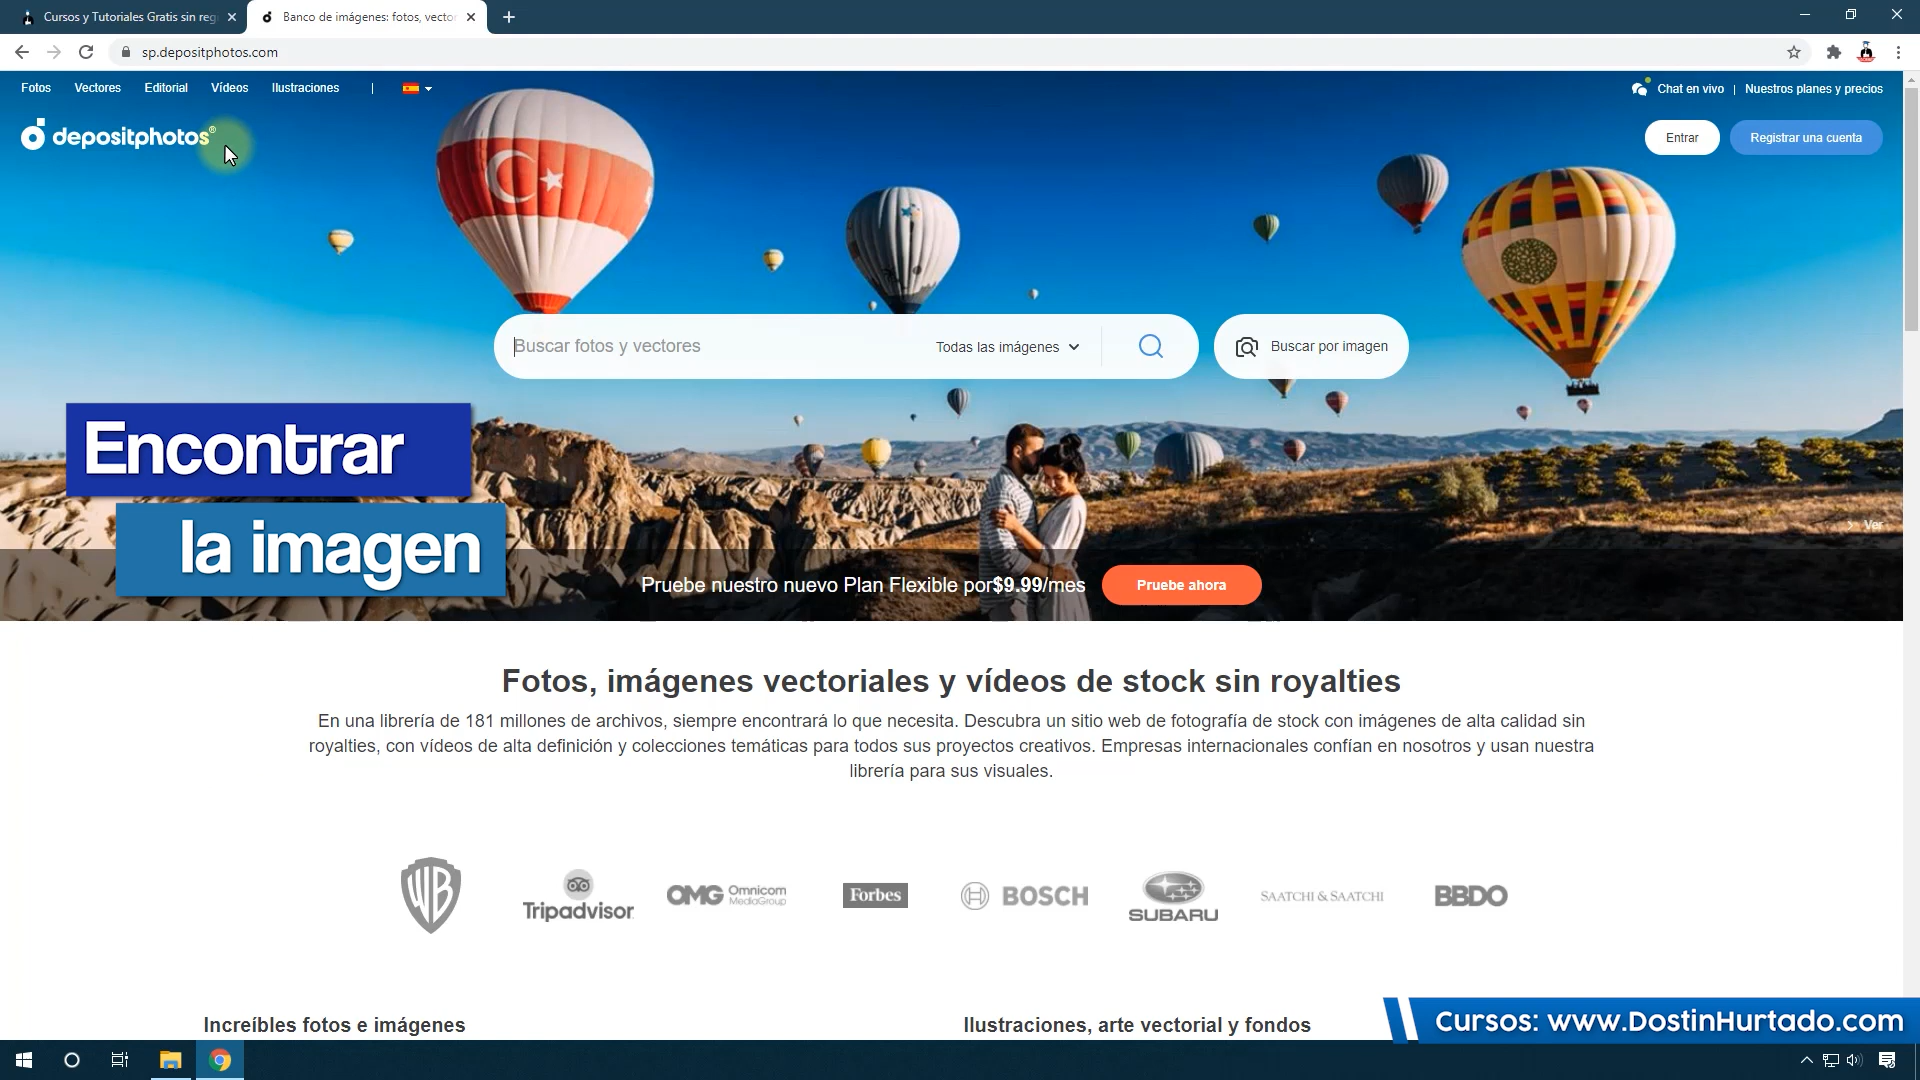 Cursos y Tutoriales Gratis sin reg
Banco de imágenes: fotos, vector
sp.depositphotos.com
Fotos
Vectores
Editorial
Vídeos
Ilustraciones
|
Chat en vivo | Nuestros planes y precios
depositphotos®
Entrar
Registrar una cuenta
Buscar fotos y vectores
Todas las imágenes
Buscar por imagen
Encontrar
la imagen
> Ver
Pruebe nuestro nuevo Plan Flexible por$9.99/mes
Pruebe ahora
Fotos, imágenes vectoriales y vídeos de stock sin royalties
En una librería de 181 millones de archivos, siempre encontrará lo que necesita. Descubra un sitio web de fotografía de stock con imágenes de alta calidad sin
royalties, con vídeos de alta definición y colecciones temáticas para todos sus proyectos creativos. Empresas internacionales confían en nosotros y usan nuestra
librería para sus visuales.
WB
Tripadvisor
OMG Omnicom
MediaGroup
Forbes
BOSCH
SUBARU
SAATCHI & SAATCHI
BBDO
Increíbles fotos e imágenes
Ilustraciones, arte vectorial y fondos
Cursos: www.DostinHurtado.com